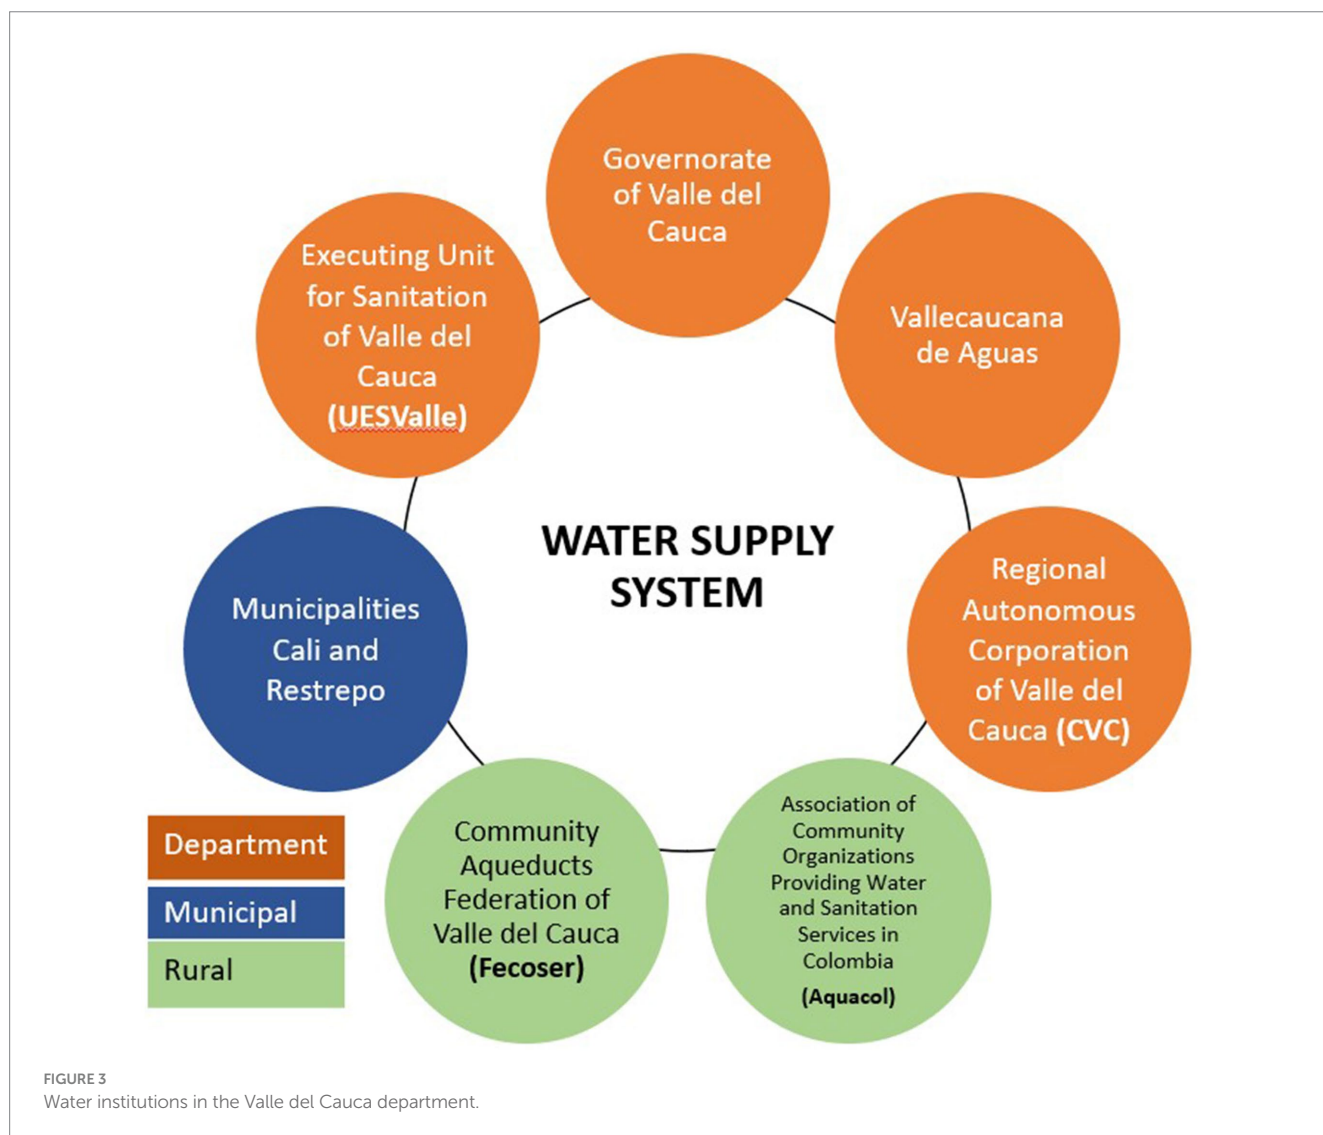 Governorate
of Valle del
Cauca
Executing Unit
for Sanitation
of Valle del
Cauca
(UESValle)
Vallecaucana
de Aguas
WATER SUPPLY
SYSTEM
Municipalities
Cali and
Restrepo
Regional
Autonomous
Corporation
of Valle del
Cauca (CVC)
Community
Aqueducts
Federation of
Valle del Cauca
(Fecoser)
Association of
Community
Organizations
Providing Water
and Sanitation
Services in
Colombia
(Aquacol)
Department
Municipal
Rural
FIGURE 3
Water institutions in the Valle del Cauca department.